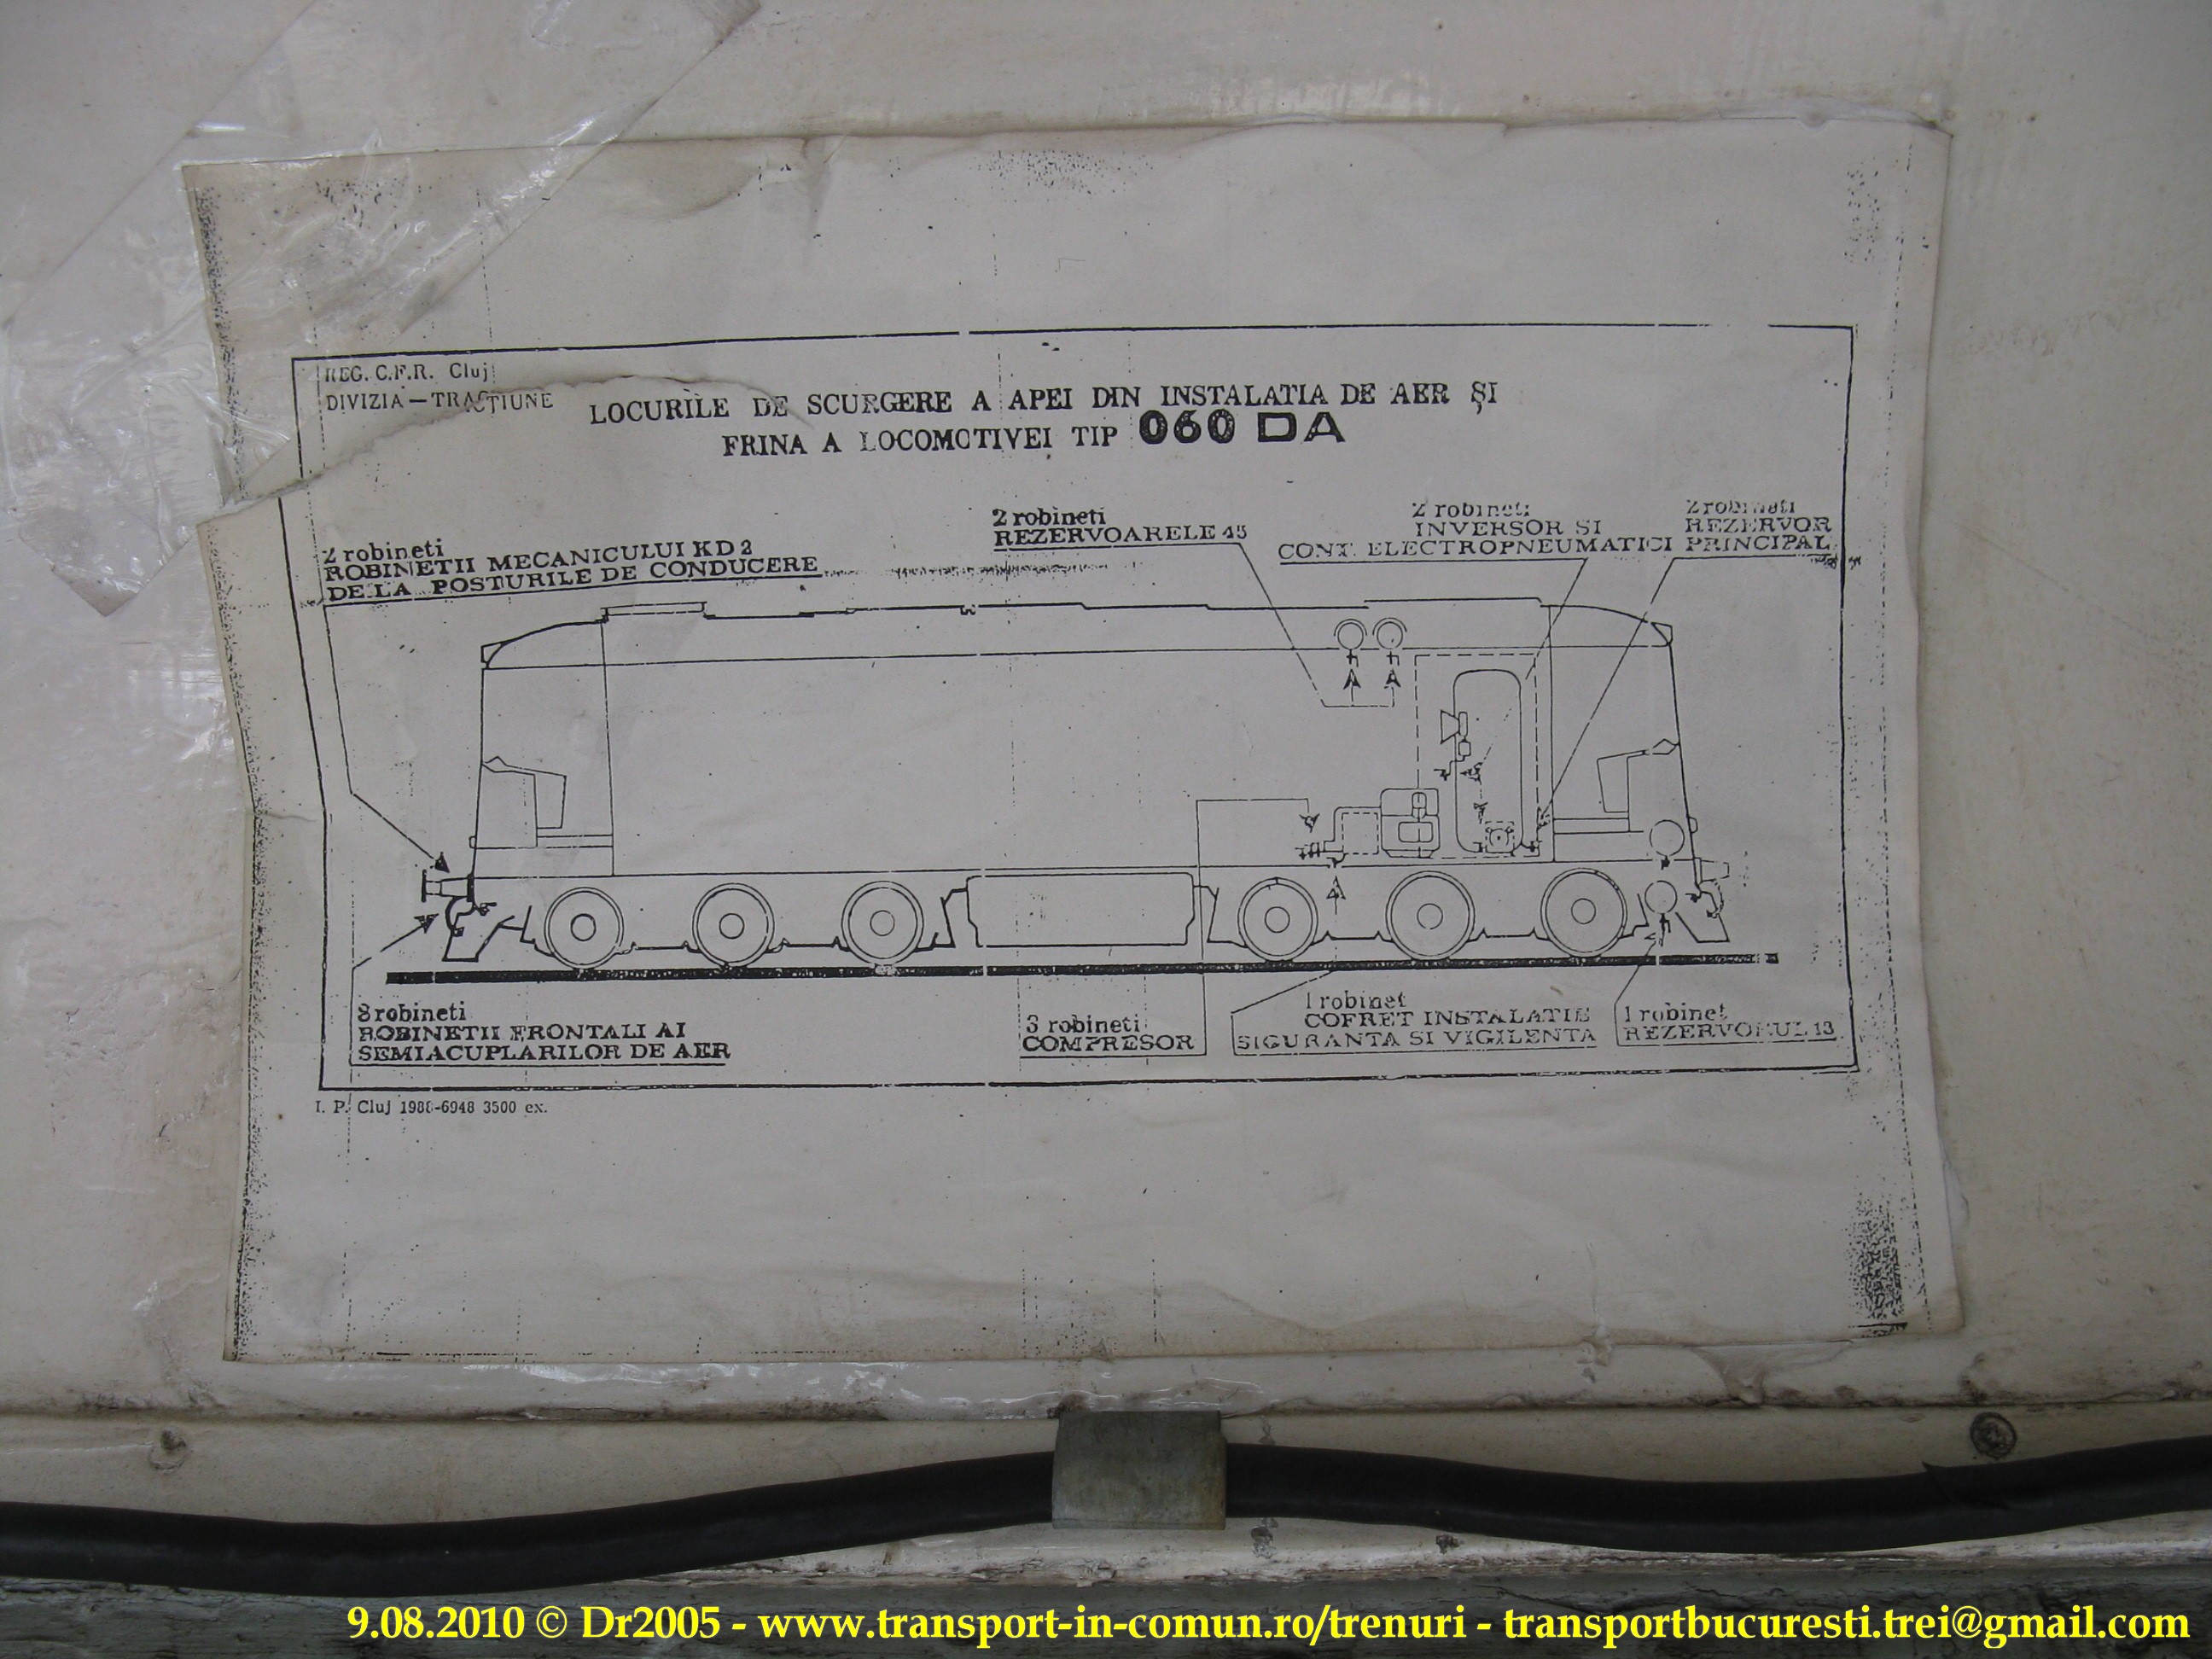 REG. C.F.R. Cluj
DIVIZIA — TRACȚIUNE
LOCURILE DE SCURGERE A APEI DIN INSTALATIA DE AER ȘI
FRINA A LOCOMOTIVEI TIP 060 DA
2 robineti
ROBINETII MECANICULUI KD2
DE LA POSTURILE DE CONDUCERE
2 robineti
REZERVOARELE 45
2 robineti
INVERSOR SI
CONT. ELECTROPNEUMATICI
2 robineti
REZERVOR
PRINCIPAL
8 robineti
ROBINETII FRONTALI AI
SEMIACUPLARILOR DE AER
3 robineti
COMPRESOR
1 robinet
COFRET INSTALATIE
SIGURANTA SI VIGILENTA
1 robinet
REZERVORUL 13
I. P. Cluj 1988-6948 3500 ex.
9.08.2010 © Dr2005 - www.transport-in-comun.ro/trenuri - transportbucuresti.trei@gmail.com